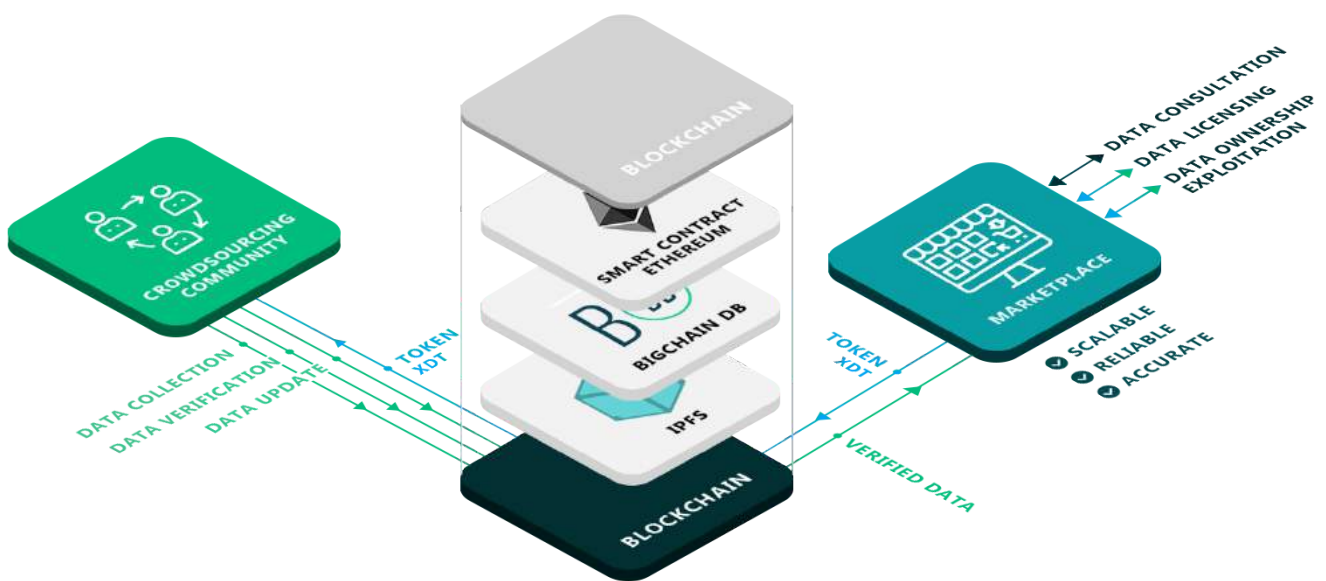 CROWDSOURCING
COMMUNITY
DATA COLLECTION
DATA VERIFICATION
DATA UPDATE
TOKEN
XDT
BLOCKCHAIN
SMART CONTRACT
ETHEREUM
B DB
BIGCHAIN DB
IPFS
BLOCKCHAIN
TOKEN
XDT
VERIFIED DATA
MARKETPLACE
SCALABLE
RELIABLE
ACCURATE
DATA CONSULTATION
DATA LICENSING
DATA OWNERSHIP
EXPLOITATION